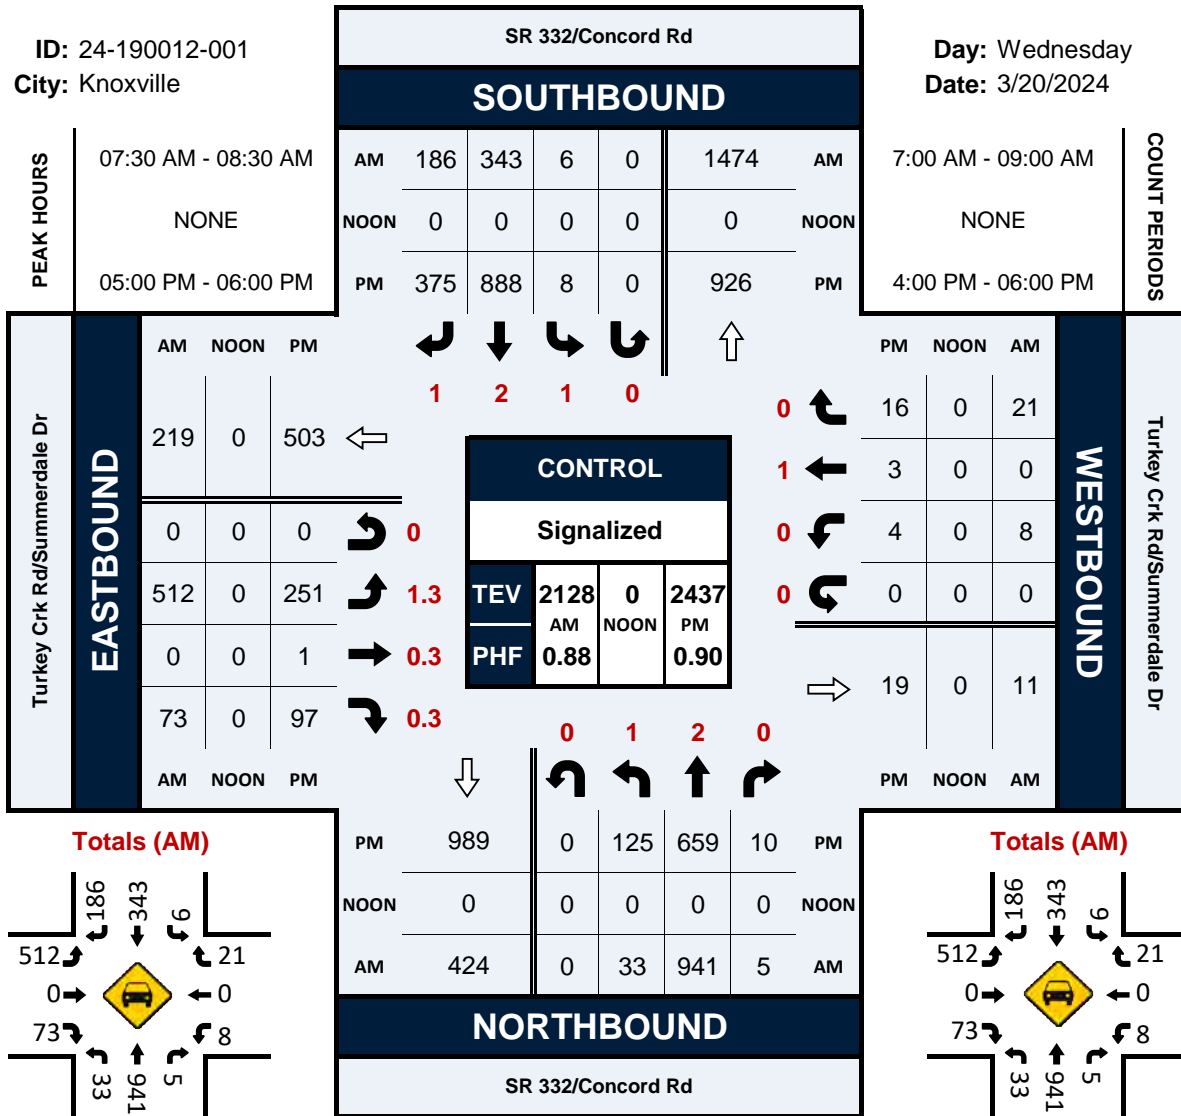 SR 332/Concord Rd
ID: 24-190012-001
City: Knoxville
Day: Wednesday
Date: 3/20/2024
SOUTHBOUND
PEAK HOURS
07:30 AM - 08:30 AM
NONE
05:00 PM - 06:00 PM
AM 186 343 6 0 1474 AM
NOON 0 0 0 0 0 NOON
PM 375 888 8 0 926 PM
7:00 AM - 09:00 AM
NONE
4:00 PM - 06:00 PM
COUNT PERIODS
1 2 1 0
Turkey Crk Rd/Summerdale Dr
EASTBOUND
AM NOON PM
219 0 503
0 0 0 0
512 0 251 1.3
0 0 1 0.3
73 0 97 0.3
AM NOON PM
CONTROL
Signalized
TEV 2128 0 2437
AM NOON PM
PHF 0.88 0.90
PM NOON AM
0 16 0 21
1 3 0 0
0 4 0 8
0 0 0 0
19 0 11
PM NOON AM
WESTBOUND
Turkey Crk Rd/Summerdale Dr
0 1 2 0
PM 989 0 125 659 10 PM
NOON 0 0 0 0 0 NOON
AM 424 0 33 941 5 AM
NORTHBOUND
SR 332/Concord Rd
Totals (AM)
186 343 6
512 21
0 0
73 8
33 941 5
Totals (AM)
186 343 6
512 21
0 0
73 8
33 941 5